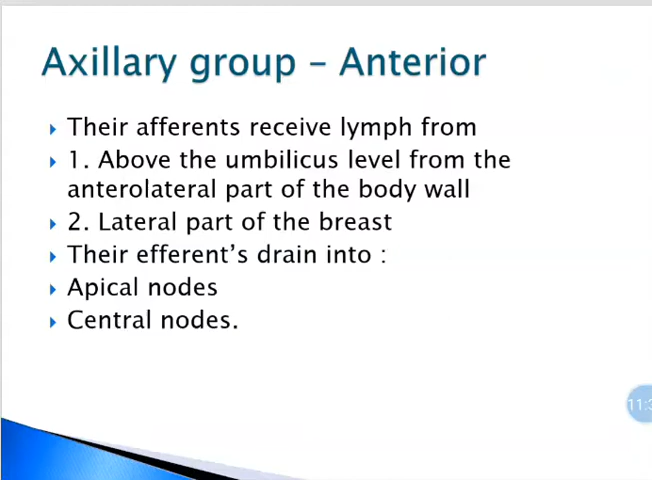 Axillary group – Anterior
Their afferents receive lymph from
1. Above the umbilicus level from the
anterolateral part of the body wall
2. Lateral part of the breast
Their efferent’s drain into :
Apical nodes
Central nodes.